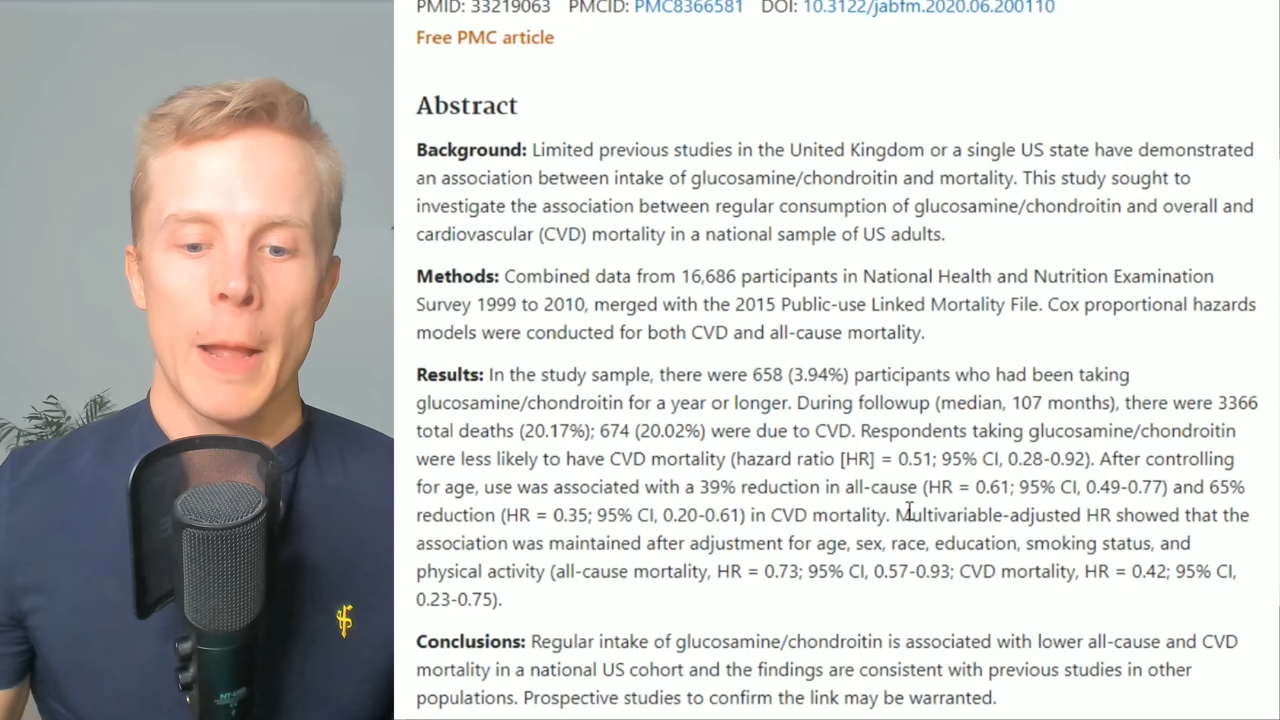 PMID: 33219063 PMCID: PMC8366581 DOI: 10.3122/jabfm.2020.06.200110
Free PMC article
Abstract
Background: Limited previous studies in the United Kingdom or a single US state have demonstrated
an association between intake of glucosamine/chondroitin and mortality. This study sought to
investigate the association between regular consumption of glucosamine/chondroitin and overall and
cardiovascular (CVD) mortality in a national sample of US adults.
Methods: Combined data from 16,686 participants in National Health and Nutrition Examination
Survey 1999 to 2010, merged with the 2015 Public-use Linked Mortality File. Cox proportional hazards
models were conducted for both CVD and all-cause mortality.
Results: In the study sample, there were 658 (3.94%) participants who had been taking
glucosamine/chondroitin for a year or longer. During followup (median, 107 months), there were 3366
total deaths (20.17%); 674 (20.02%) were due to CVD. Respondents taking glucosamine/chondroitin
were less likely to have CVD mortality (hazard ratio [HR] = 0.51; 95% CI, 0.28-0.92). After controlling
for age, use was associated with a 39% reduction in all-cause (HR = 0.61; 95% CI, 0.49-0.77) and 65%
reduction (HR = 0.35; 95% CI, 0.20-0.61) in CVD mortality. Multivariable-adjusted HR showed that the
association was maintained after adjustment for age, sex, race, education, smoking status, and
physical activity (all-cause mortality, HR = 0.73; 95% CI, 0.57-0.93; CVD mortality, HR = 0.42; 95% CI,
0.23-0.75).
Conclusions: Regular intake of glucosamine/chondroitin is associated with lower all-cause and CVD
mortality in a national US cohort and the findings are consistent with previous studies in other
populations. Prospective studies to confirm the link may be warranted.